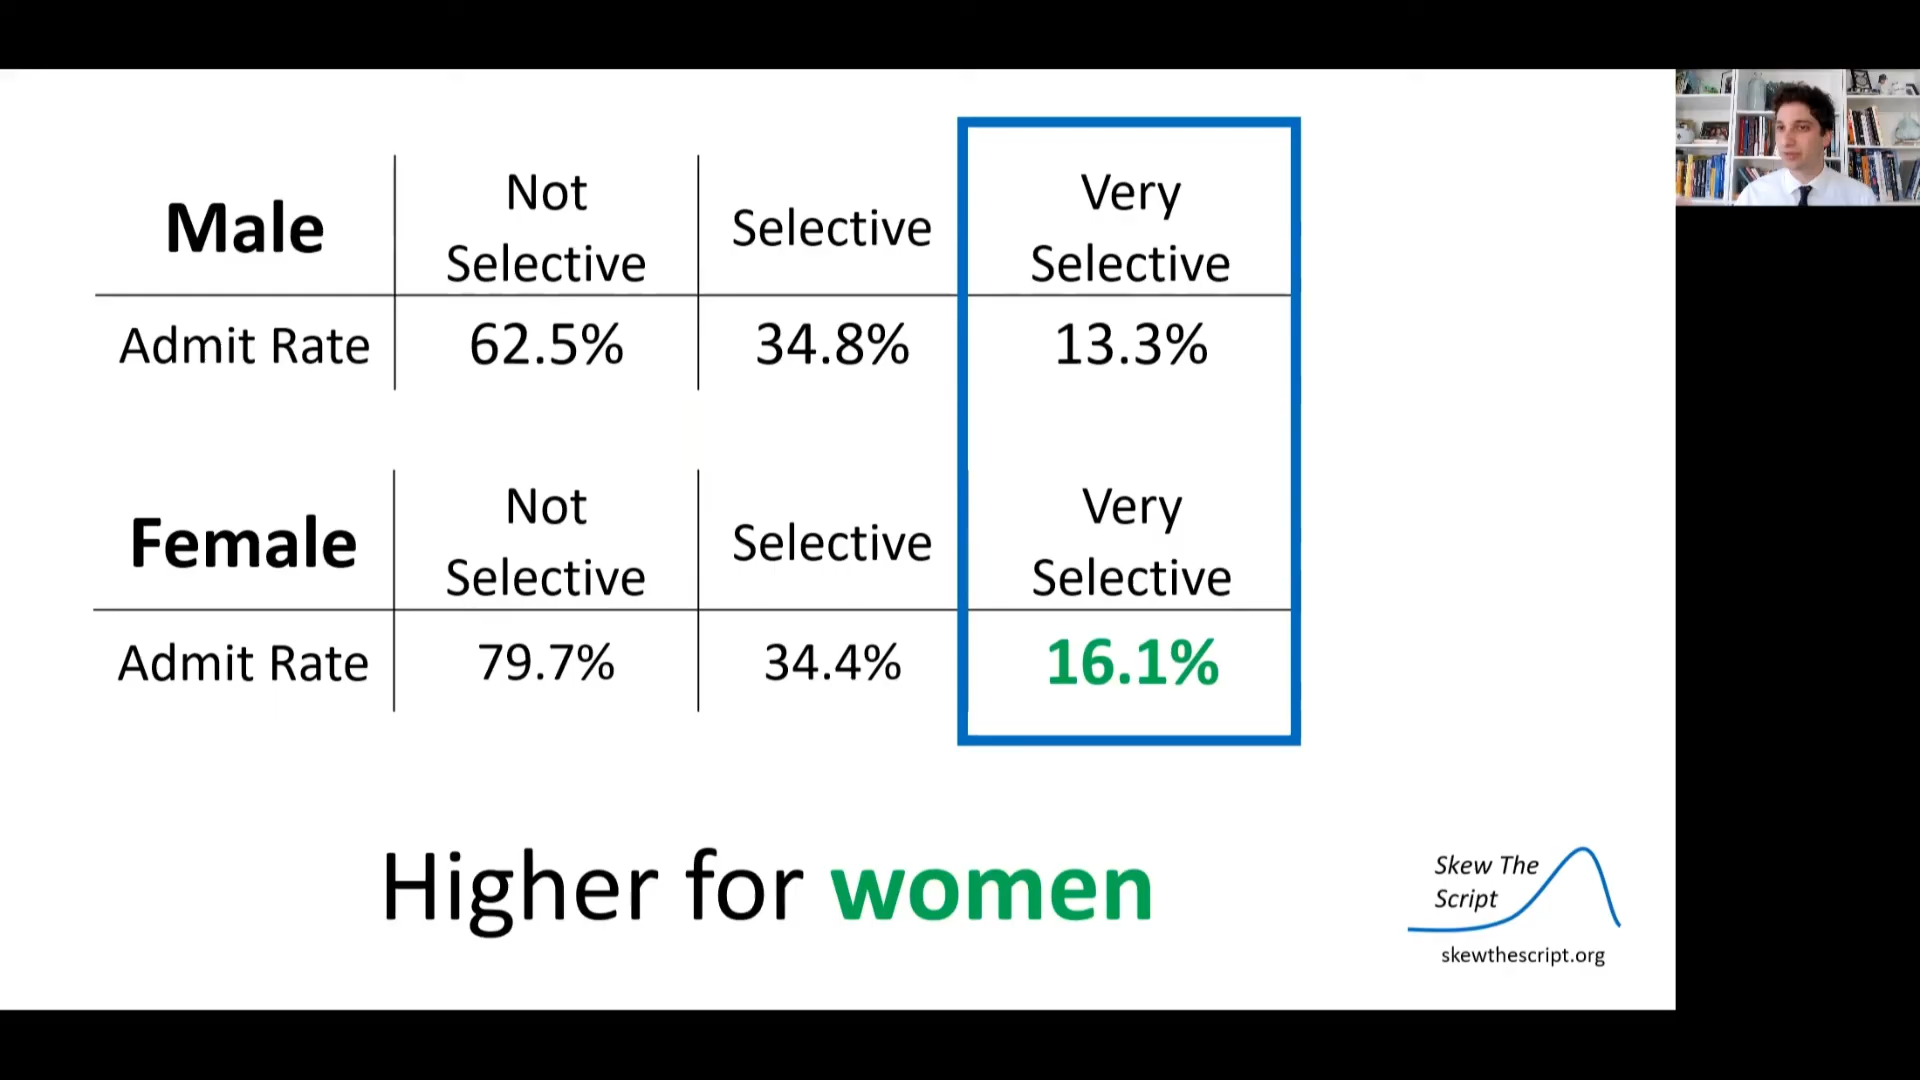 Male
Not
Selective
Selective
Very
Selective
Admit Rate
62.5%
34.8%
13.3%
Female
Not
Selective
Selective
Very
Selective
Admit Rate
79.7%
34.4%
16.1%
Higher for women
Skew The
Script
skewthescript.org